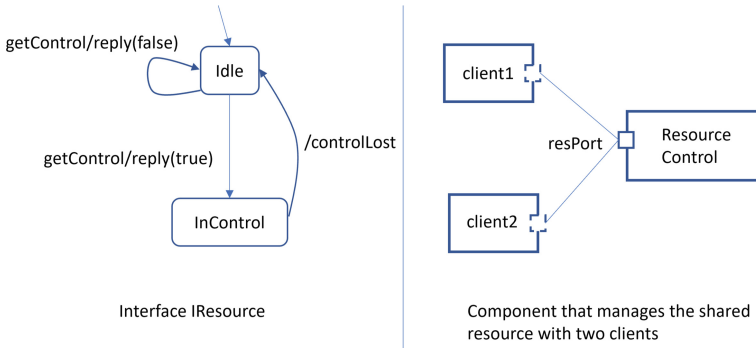 getControl/reply(false)
Idle
getControl/reply(true)
/controlLost
InControl
Interface IResource
client1
resPort
Resource
Control
client2
Component that manages the shared
resource with two clients